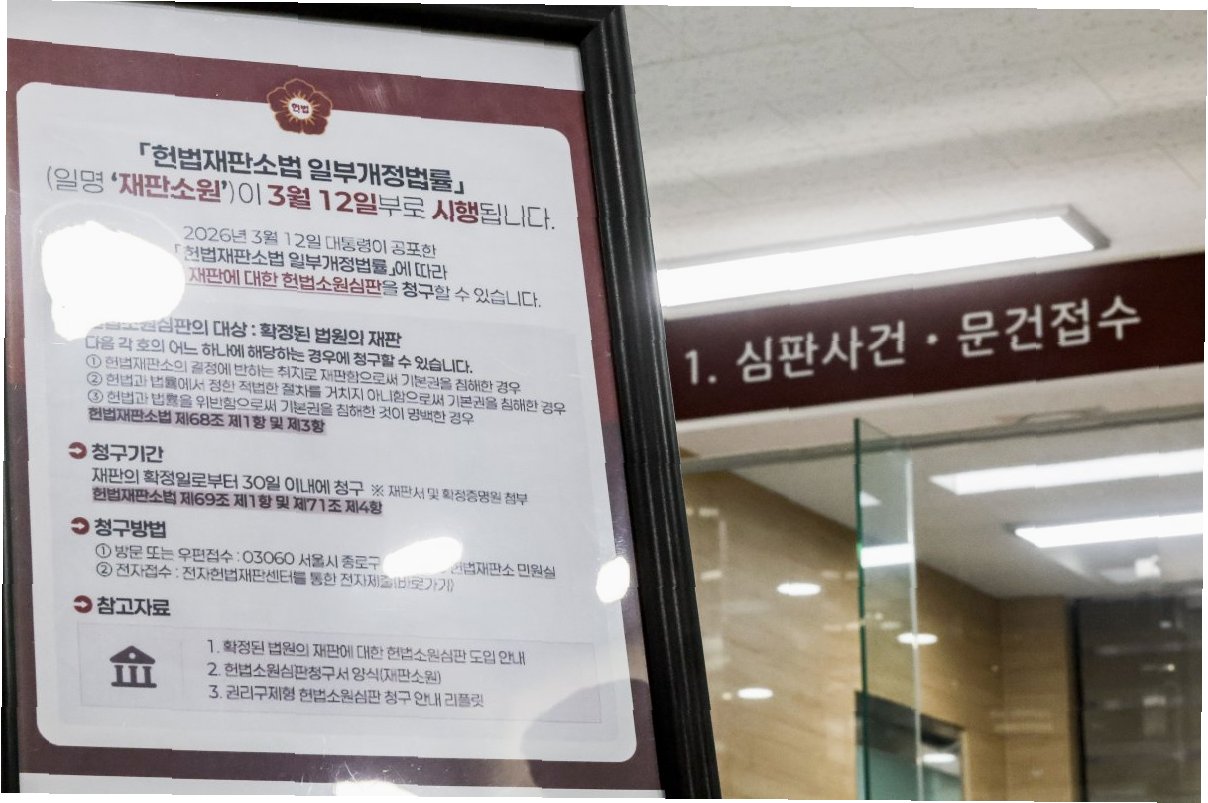 헌법
「헌법재판소법 일부개정법률」
(일명 ‘재판소원’)이 3월 12일부로 시행됩니다.
2026년 3월 12일 대통령이 공포한
「헌법재판소법 일부개정법률」에 따라
재판에 대한 헌법소원심판을 청구할 수 있습니다.
대상 : 확정된 법원의 재판
다음 각 호의 어느 하나에 해당하는 경우에 청구할 수 있습니다.
① 헌법재판소의 결정에 반하는 취지로 재판함으로써 기본권을 침해한 경우
② 헌법과 법률에서 정한 적법한 절차를 거치지 아니함으로써 기본권을 침해한 경우
③ 헌법과 법률을 위반함으로써 기본권을 침해한 것이 명백한 경우
헌법재판소법 제68조 제1항 및 제3항
청구기간
재판의 확정일로부터 30일 이내에 청구 ※ 재판서 및 확정증명원 첨부
헌법재판소법 제69조 제1항 및 제71조 제4항
청구방법
① 방문 또는 우편접수 : 03060 서울시 종로구 헌법재판소 민원실
② 전자접수 : 전자헌법재판센터를 통한 전자제출(바로가기)
참고자료
1. 확정된 법원의 재판에 대한 헌법소원심판 도입 안내
2. 헌법소원심판청구서 양식(재판소원)
3. 권리구제형 헌법소원심판 청구 안내 리플릿
1. 심판사건 · 문건접수